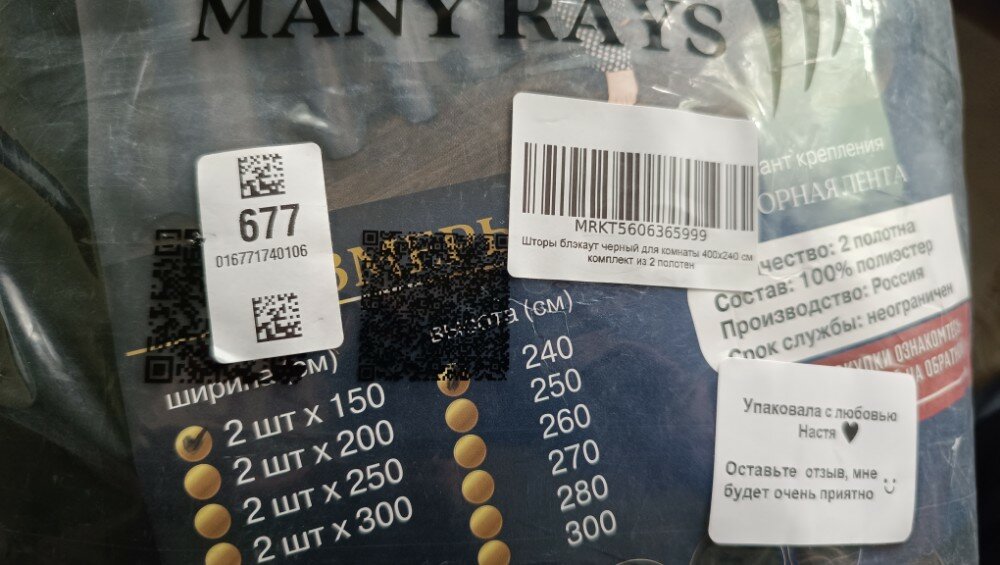 MANY RAYS
677
016771740106
MRKT5606365999
Шторы блэкаут черный для комнаты 400x240 см
комплект из 2 полотен
крепления
ЛЕНТА
2 полотна
Состав: 100% полиэстер
Производство: Россия
Срок службы: неограничен
ОЗНАКОМТЕСЬ
ширина (см)
2 шт х 150
2 шт х 200
2 шт х 250
2 шт х 300
высота (см)
240
250
260
270
280
300
Упаковала с любовью
Настя 🖤
Оставьте отзыв, мне
будет очень приятно